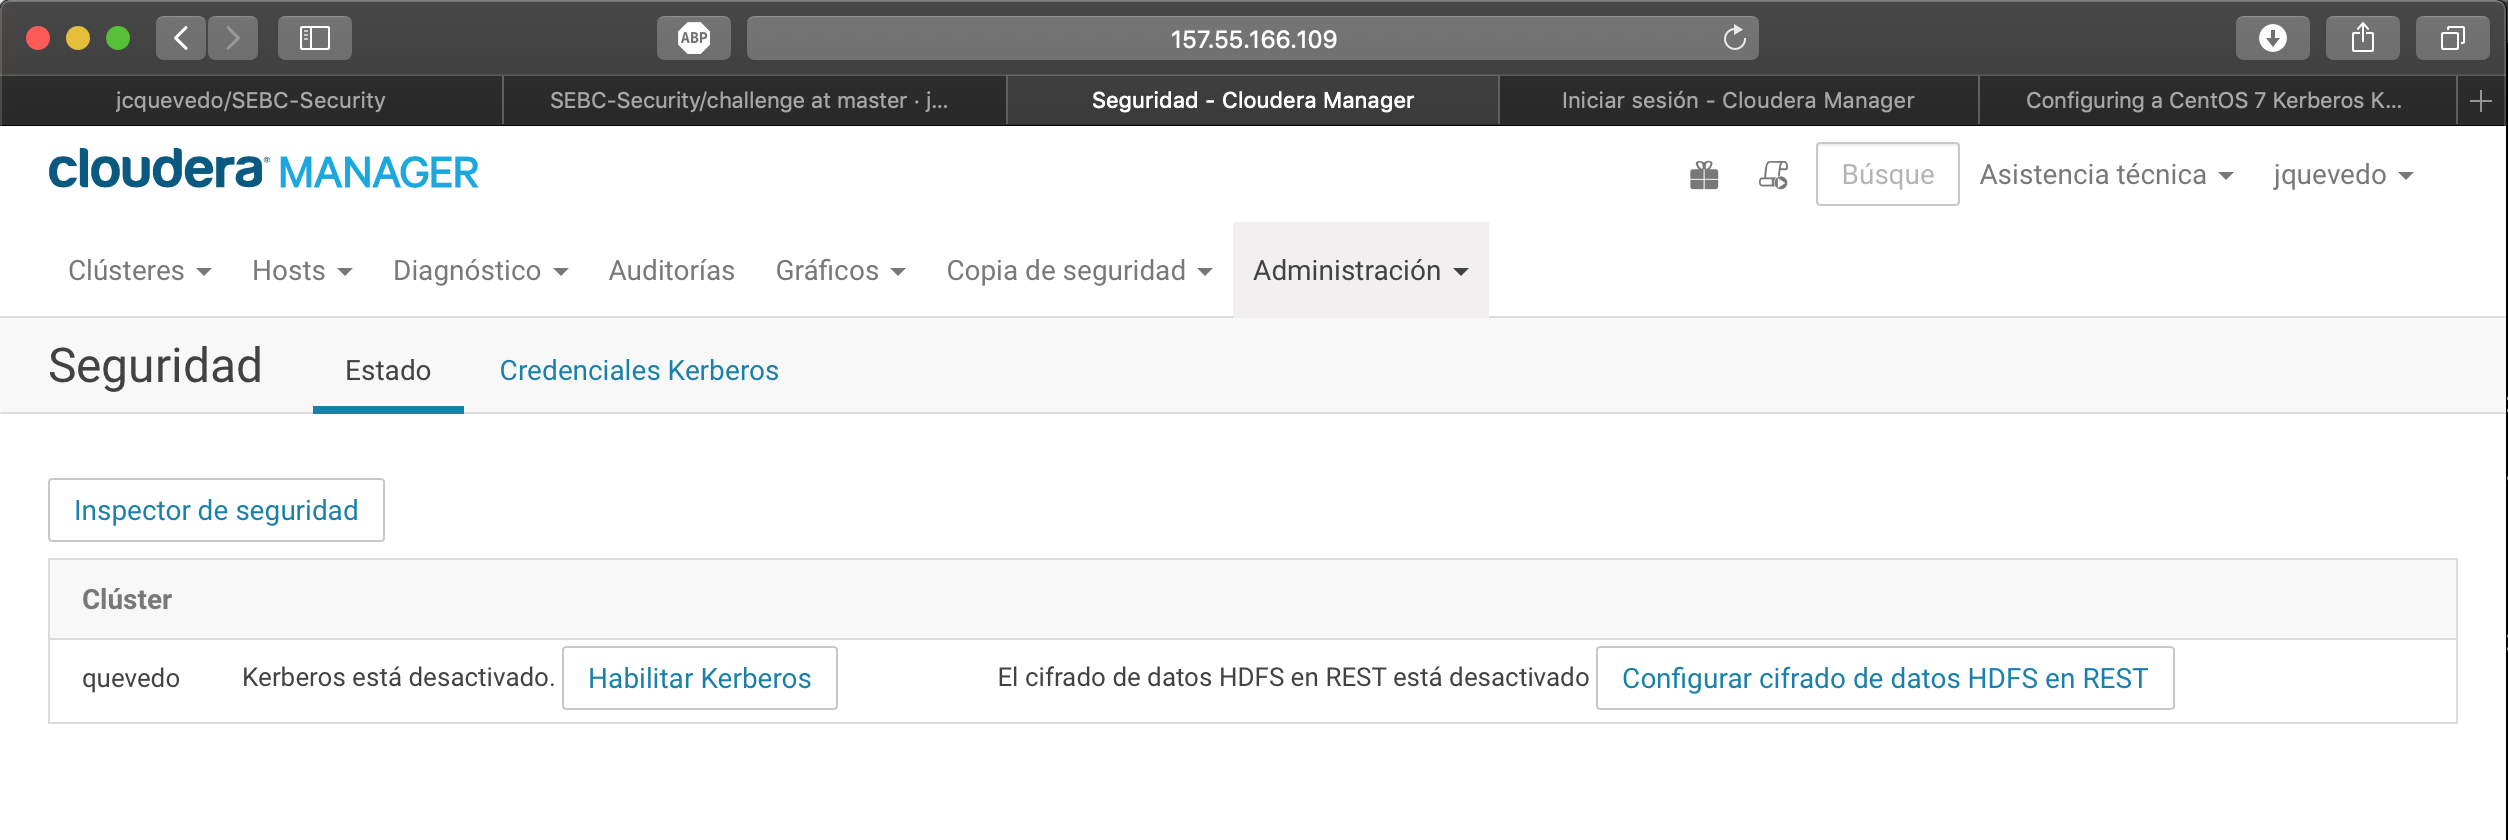 ABP
157.55.166.109
jcquevedo/SEBC-Security
SEBC-Security/challenge at master · j...
Seguridad - Cloudera Manager
Iniciar sesión - Cloudera Manager
Configuring a CentOS 7 Kerberos K...
cloudera® MANAGER
Búsque
Asistencia técnica
jquevedo
Clústeres
Hosts
Diagnóstico
Auditorías
Gráficos
Copia de seguridad
Administración
Seguridad
Estado
Credenciales Kerberos
Inspector de seguridad
Clúster
quevedo
Kerberos está desactivado.
Habilitar Kerberos
El cifrado de datos HDFS en REST está desactivado
Configurar cifrado de datos HDFS en REST